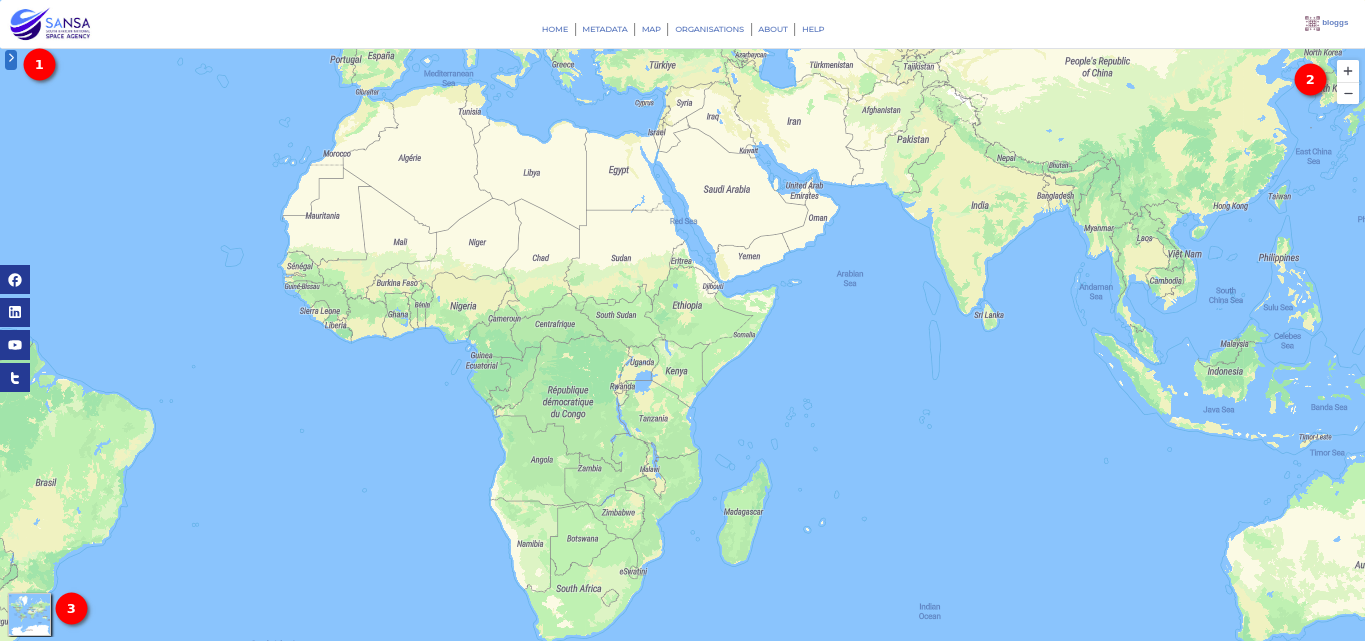 SANSA
SOUTH AFRICAN NATIONAL
SPACE AGENCY
HOME
METADATA
MAP
ORGANISATIONS
ABOUT
HELP
bloggs
1
2
+
−
Portugal
España
Mediterranean
Sea
Greece
Türkiye
Azerbaycan
Türkmenistan
Tajikistan
People's Republic
of China
North Korea
Gibraltar
Tunisia
Cyprus
Syria
Iraq
Iran
Afghanistan
Israel
Pakistan
Morocco
Algérie
Kuwait
East China
Sea
Libya
Egypt
Nepal
Bhutan
Saudi Arabia
United Arab
Emirates
Bangladesh
Taiwan
India
Hong Kong
Mauritania
Red Sea
Oman
Myanmar
Mali
Niger
Laos
Chad
Sudan
Yemen
Việt Nam
Philippines
Sénégal
Eritrea
Arabian
Sea
Guiné-Bissau
Burkina Faso
Djibouti
Andaman
Sea
Cambodia
South
China Sea
Bénin
Nigeria
Ethiopia
Sulu Sea
Sierra Leone
Ghana
Cameroun
South Sudan
Sri Lanka
Liberia
Centrafrique
Somalia
Celebes
Sea
Malaysia
Guinea
Ecuatorial
Uganda
Kenya
Indonesia
Rwanda
République
démocratique
du Congo
Tanzania
Java Sea
Banda Sea
Timor-Leste
Timor Sea
Angola
Zambia
Malawi
Brasil
Zimbabwe
Madagascar
Namibia
Botswana
eSwatini
South Africa
Indian
Ocean
3